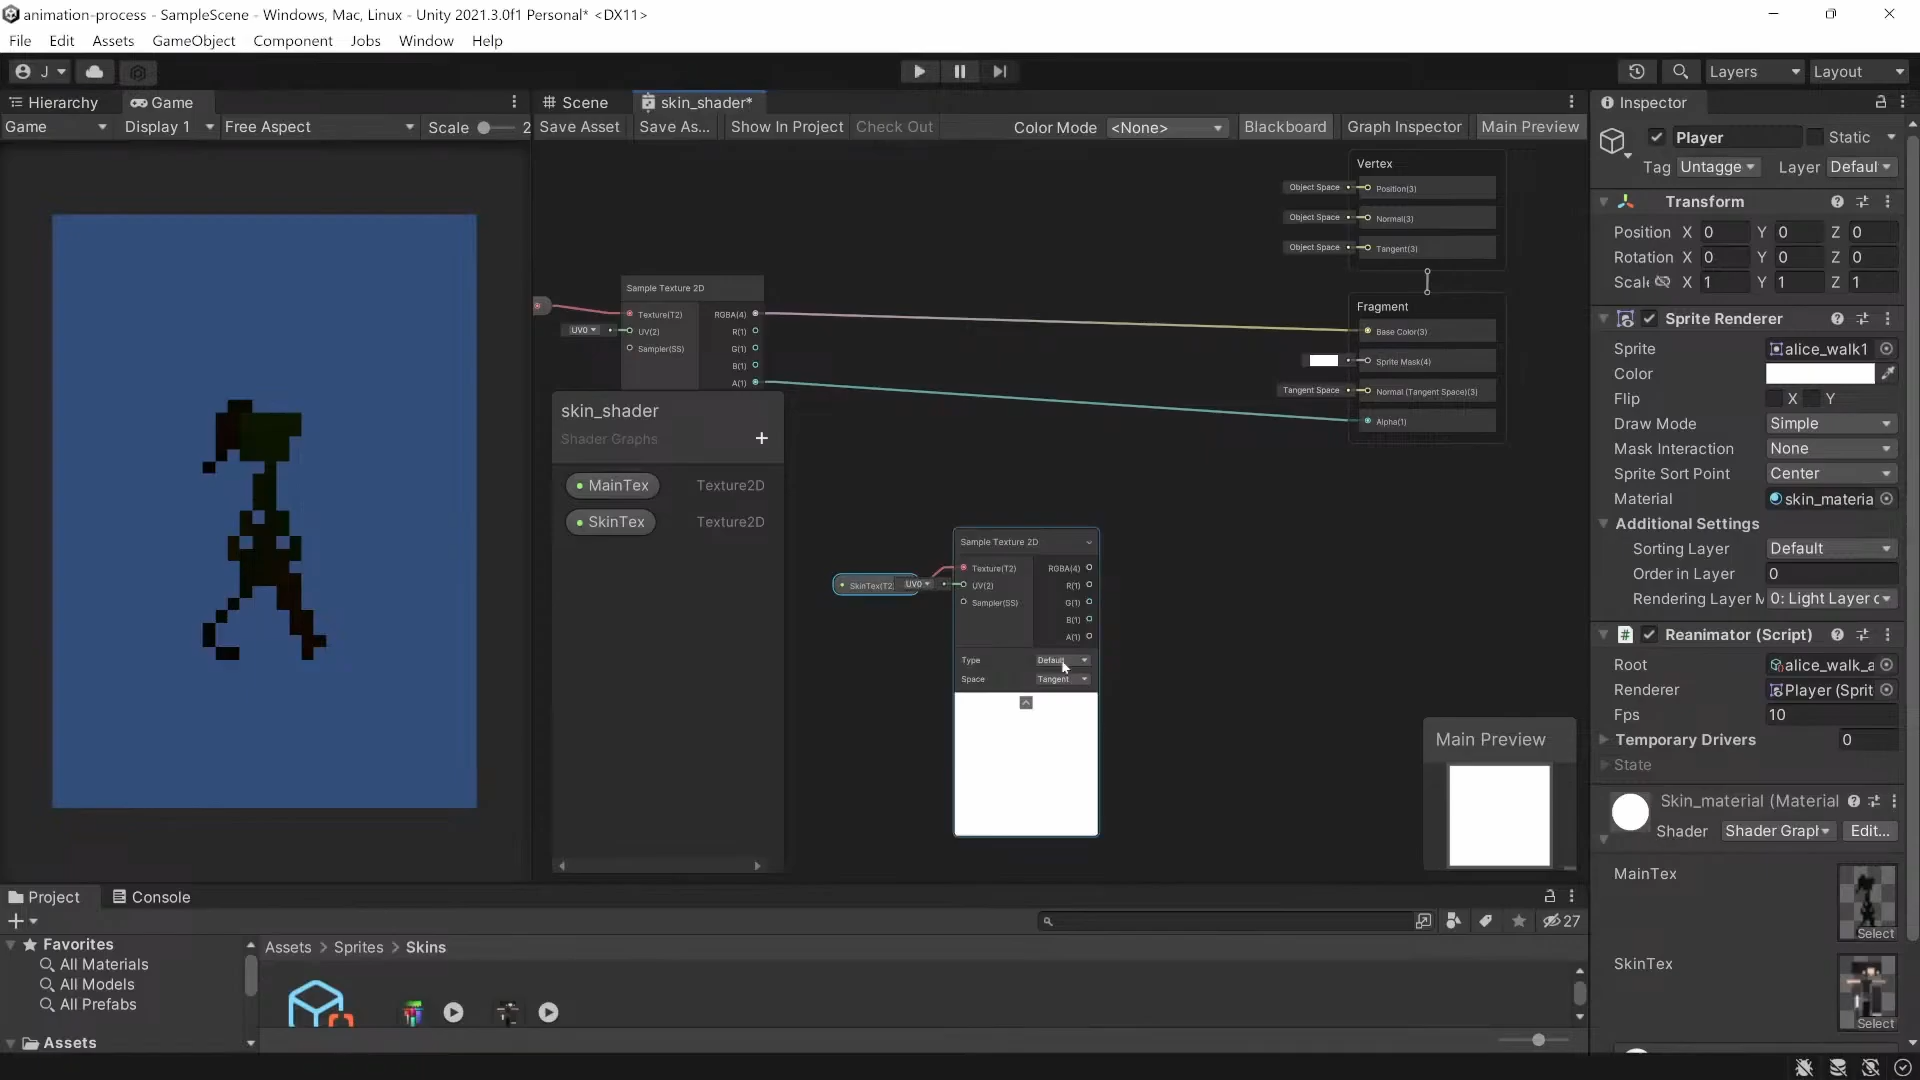 animation-process - SampleScene - Windows, Mac, Linux - Unity 2021.3.0f1 Personal* <DX11>
File Edit Assets GameObject Component Jobs Window Help
J Layers Layout
Hierarchy Game
Game Display 1 Free Aspect Scale 2
Scene skin_shader*
Save Asset Save As... Show In Project Check Out Color Mode <None> Blackboard Graph Inspector Main Preview
Vertex
Object Space Position(3)
Object Space Normal(3)
Object Space Tangent(3)
Fragment
Base Color(3)
Sprite Mask(4)
Tangent Space Normal (Tangent Space)(3)
Alpha(1)
Sample Texture 2D
Texture(T2) RGBA(4)
UV0 UV(2) R(1)
Sampler(SS) G(1)
B(1)
A(1)
skin_shader
Shader Graphs
MainTex Texture2D
SkinTex Texture2D
Sample Texture 2D
Texture(T2) RGBA(4)
SkinTex(T2 UV0 UV(2) R(1)
Sampler(SS) G(1)
B(1)
A(1)
Type Default
Space Tangent
Main Preview
Inspector
Player Static
Tag Untagge Layer Defaul
Transform
Position X 0 Y 0 Z 0
Rotation X 0 Y 0 Z 0
Scale X 1 Y 1 Z 1
Sprite Renderer
Sprite alice_walk1
Color
Flip X Y
Draw Mode Simple
Mask Interaction None
Sprite Sort Point Center
Material skin_materia
Additional Settings
Sorting Layer Default
Order in Layer 0
Rendering Layer M 0: Light Layer c
Reanimator (Script)
Root alice_walk_a
Renderer Player (Sprit
Fps 10
Temporary Drivers 0
State
Skin_material (Material
Shader Shader Graph Edit...
MainTex
Select
SkinTex
Select
Project Console
27
Favorites
All Materials
All Models
All Prefabs
Assets
Assets > Sprites > Skins